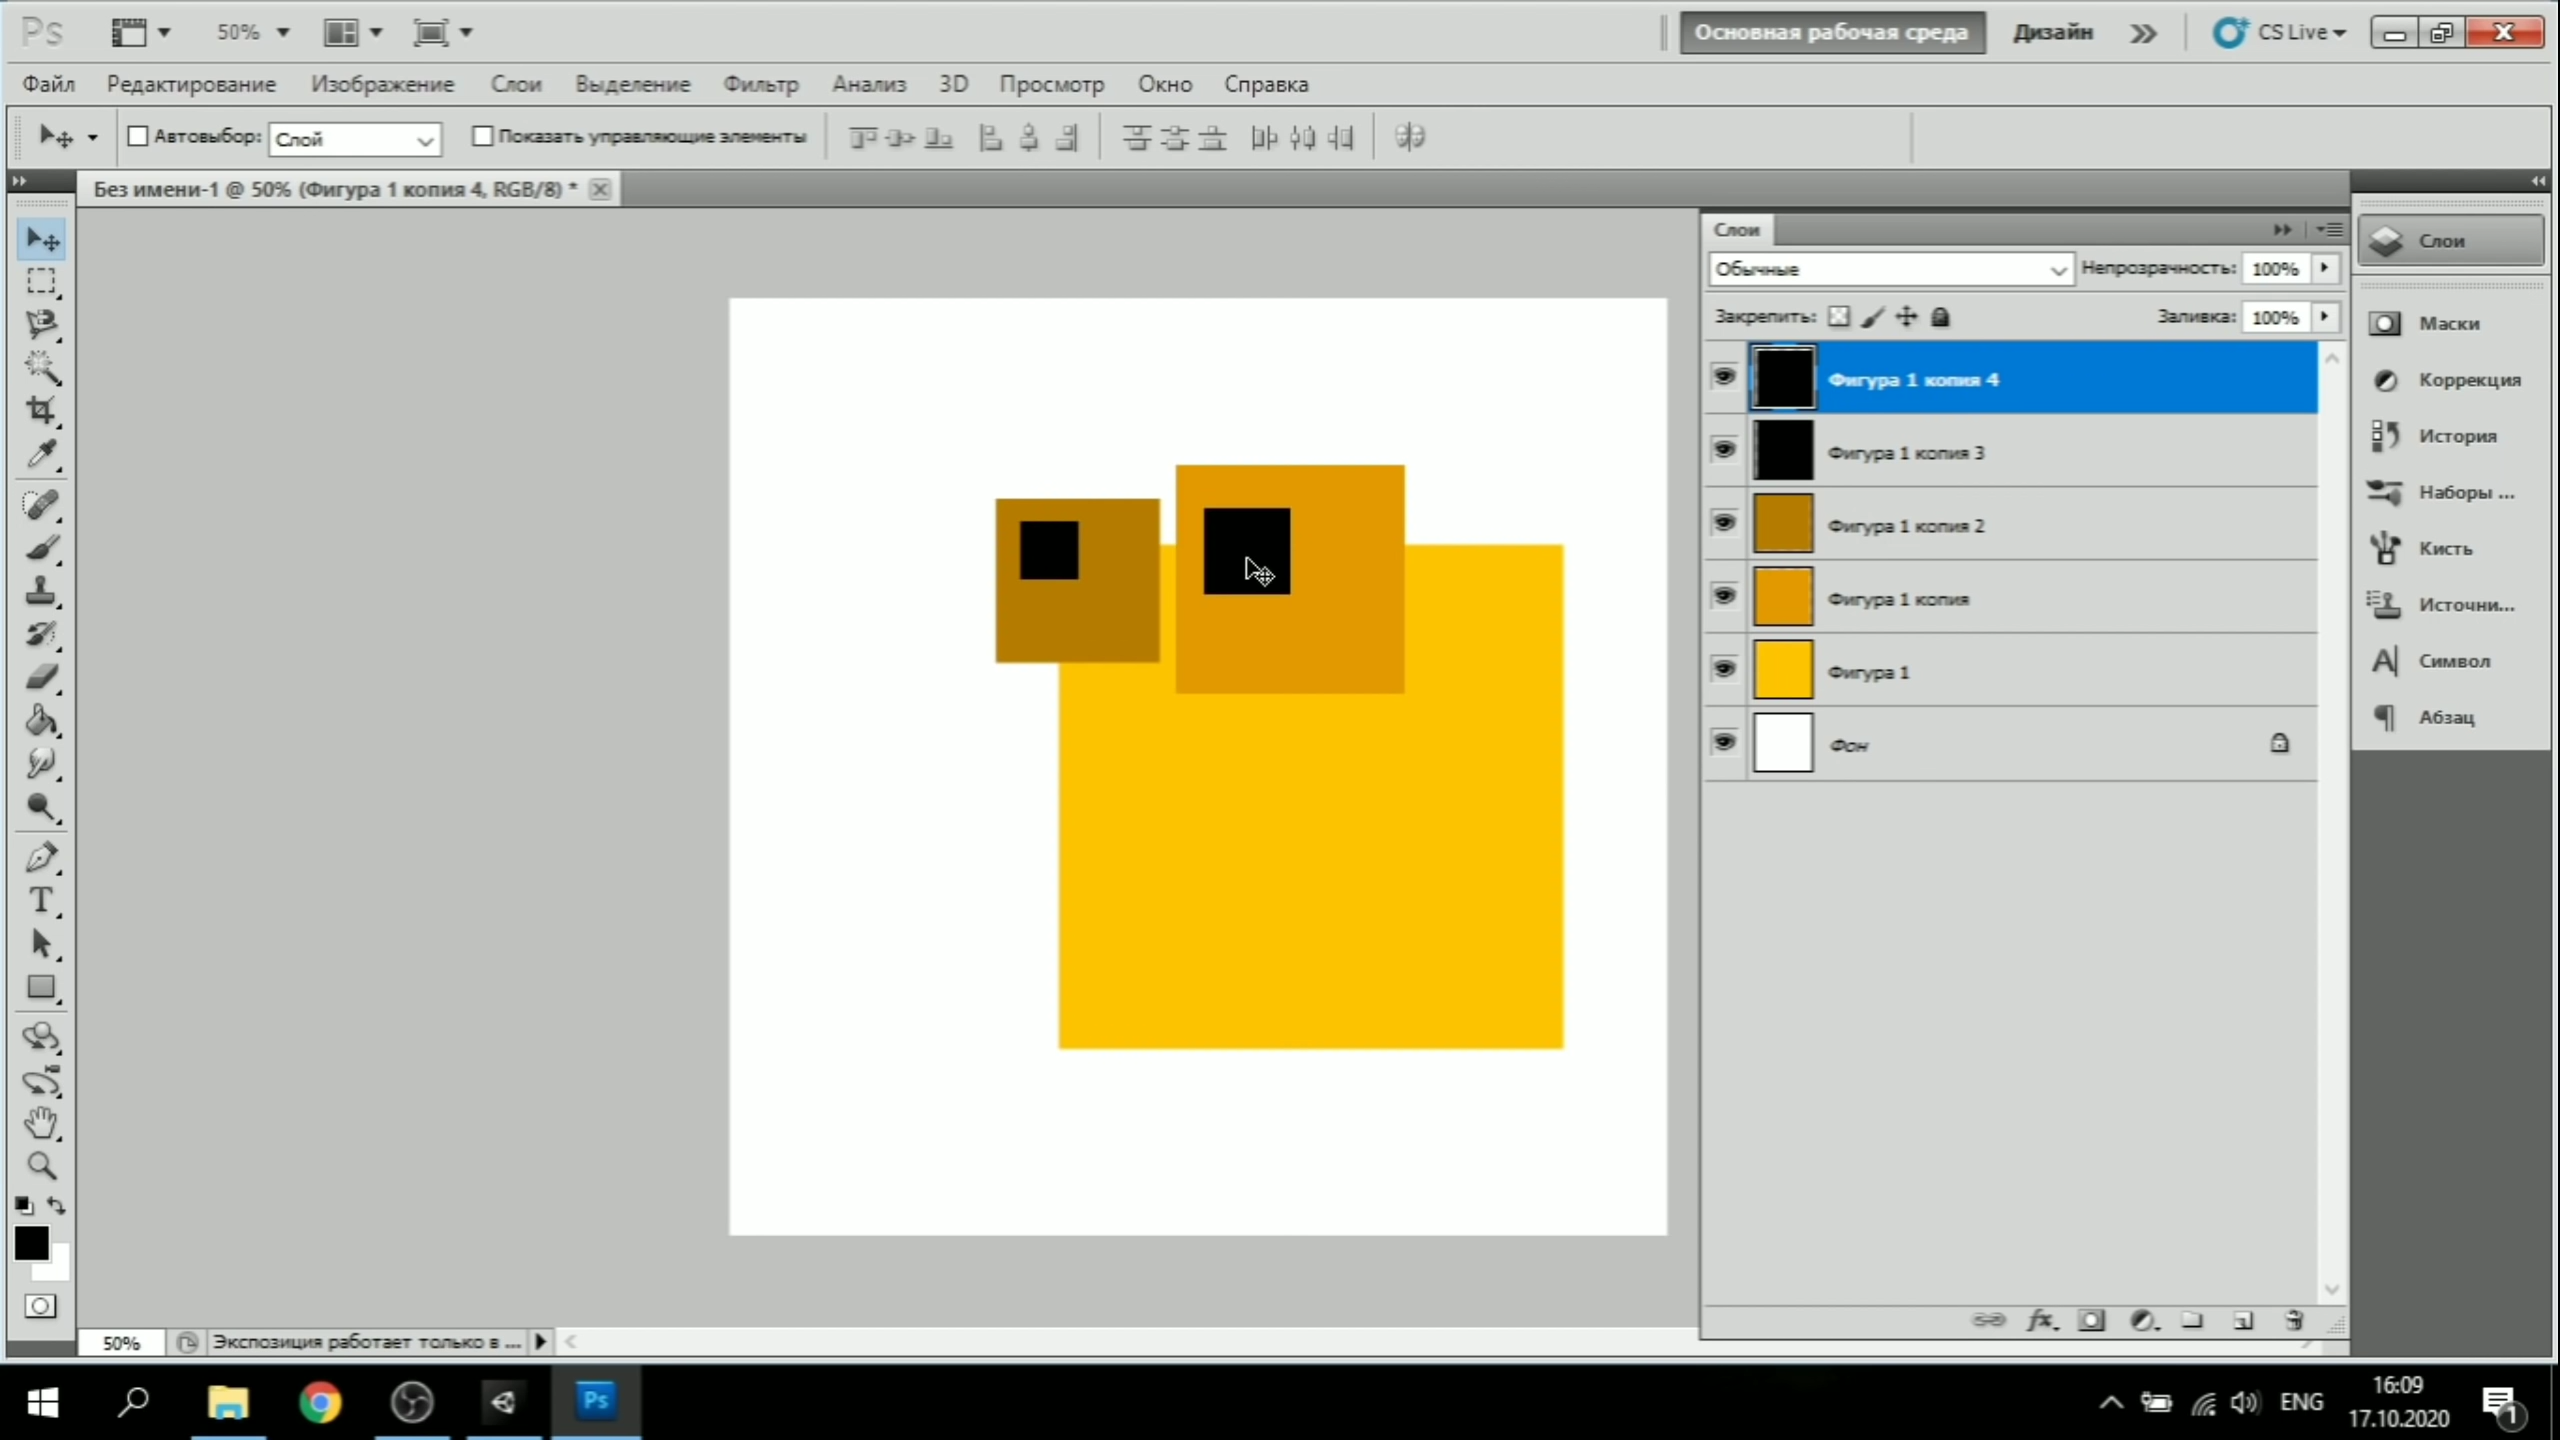 Ps 50% Основная рабочая среда Дизайн CS Live
Файл Редактирование Изображение Слои Выделение Фильтр Анализ 3D Просмотр Окно Справка
Автовыбор: Слой Показать управляющие элементы
Без имени-1 @ 50% (Фигура 1 копия 4, RGB/8) *
Слои
Обычные Непрозрачность: 100%
Закрепить: Заливка: 100%
Фигура 1 копия 4
Фигура 1 копия 3
Фигура 1 копия 2
Фигура 1 копия
Фигура 1
Фон
Слои
Маски
Коррекция
История
Наборы ...
Кисть
Источни...
Символ
Абзац
50% Экспозиция работает только в ...
Ps
ENG
16:09
17.10.2020
1